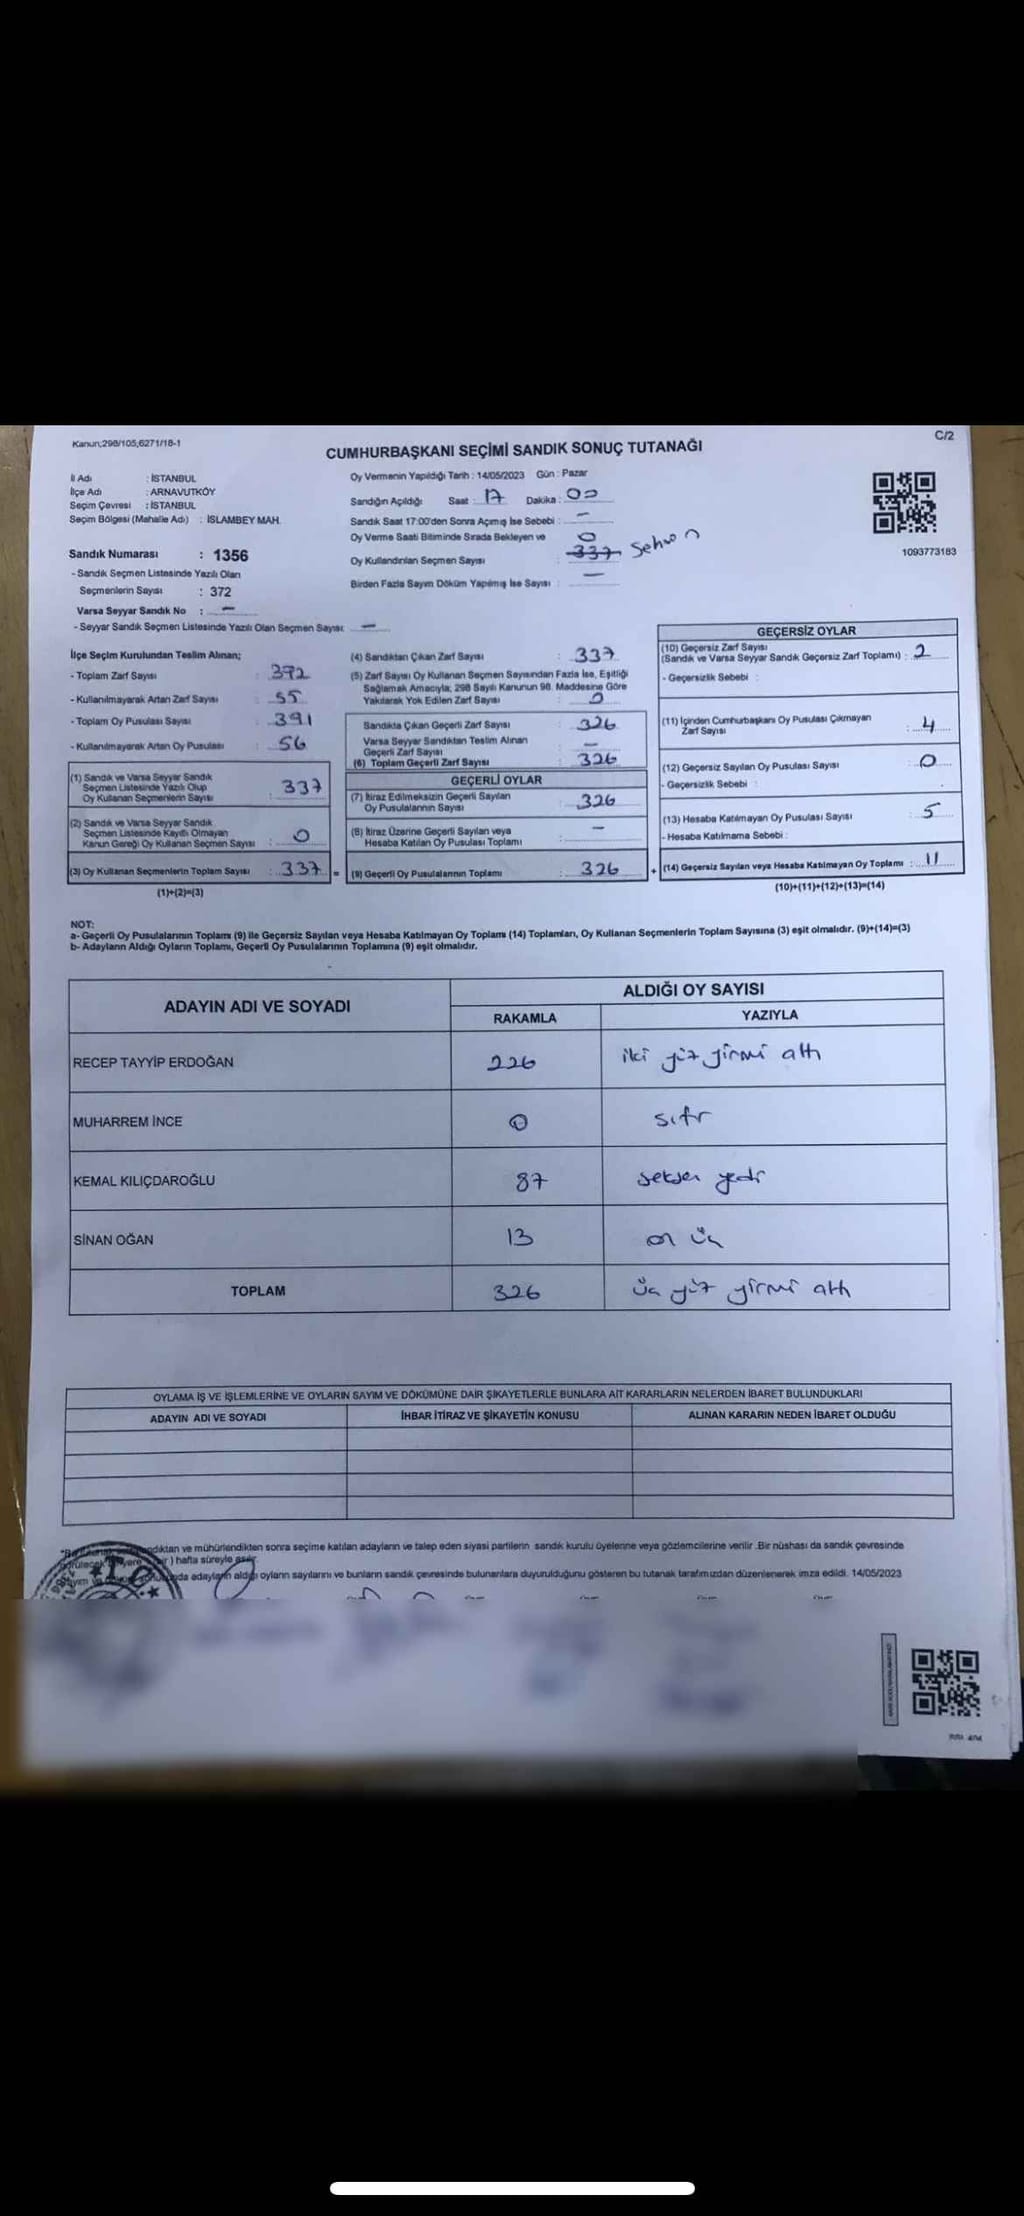 Kanun;298/105;6271/18-1
C/2
CUMHURBAŞKANI SEÇİMİ SANDIK SONUÇ TUTANAĞI
İl Adı : İSTANBUL
İlçe Adı : ARNAVUTKÖY
Seçim Çevresi : İSTANBUL
Seçim Bölgesi (Mahalle Adı) : İSLAMBEY MAH.
Sandık Numarası : 1356
- Sandık Seçmen Listesinde Yazılı Olan
Seçmenlerin Sayısı : 372
Varsa Seyyar Sandık No : -
- Seyyar Sandık Seçmen Listesinde Yazılı Olan Seçmen Sayısı: -
Oy Vermenin Yapıldığı Tarih : 14/05/2023 Gün : Pazar
Sandığın Açıldığı Saat : 17 Dakika : 00
Sandık Saat 17:00'den Sonra Açımış İse Sebebi : -
Oy Verme Saati Bitiminde Sırada Bekleyen ve 0
Oy Kullandırılan Seçmen Sayısı : 337 Sehven
Birden Fazla Sayım Döküm Yapılmış İse Sayısı : -
1093773183
İlçe Seçim Kurulundan Teslim Alınan;
- Toplam Zarf Sayısı : 392
- Kullanılmayarak Artan Zarf Sayısı : 55
- Toplam Oy Pusulası Sayısı : 391
- Kullanılmayarak Artan Oy Pusulası : 56
(1) Sandık ve Varsa Seyyar Sandık
Seçmen Listesinde Yazılı Olup
Oy Kullanan Seçmenlerin Sayısı : 337
(2) Sandık ve Varsa Seyyar Sandık
Seçmen Listesinde Kayıtlı Olmayan
Kanun Gereği Oy Kullanan Seçmen Sayısı : 0
(3) Oy Kullanan Seçmenlerin Toplam Sayısı : 337 =
(1)+(2)=(3)
(4) Sandıktan Çıkan Zarf Sayısı : 337
(5) Zarf Sayısı Oy Kullanan Seçmen Sayısından Fazla İse, Eşitliği
Sağlamak Amacıyla; 298 Sayılı Kanunun 98. Maddesine Göre
Yakılarak Yok Edilen Zarf Sayısı : 0
Sandıkta Çıkan Geçerli Zarf Sayısı : 326
Varsa Seyyar Sandıktan Teslim Alınan
Geçerli Zarf Sayısı : -
(6) Toplam Geçerli Zarf Sayısı : 326
GEÇERLİ OYLAR
(7) İtiraz Edilmeksizin Geçerli Sayılan
Oy Pusulalarının Sayısı : 326
(8) İtiraz Üzerine Geçerli Sayılan veya
Hesaba Katılan Oy Pusulası Toplamı : -
(9) Geçerli Oy Pusulalarının Toplamı : 326 +
GEÇERSİZ OYLAR
(10) Geçersiz Zarf Sayısı
(Sandık ve Varsa Seyyar Sandık Geçersiz Zarf Toplamı) : 2
- Geçersizlik Sebebi :
(11) İçinden Cumhurbaşkanı Oy Pusulası Çıkmayan
Zarf Sayısı : 4
(12) Geçersiz Sayılan Oy Pusulası Sayısı : 0
- Geçersizlik Sebebi :
(13) Hesaba Katılmayan Oy Pusulası Sayısı : 5
- Hesaba Katılmama Sebebi :
(14) Geçersiz Sayılan veya Hesaba Katılmayan Oy Toplamı : 11
(10)+(11)+(12)+(13)=(14)
NOT:
a- Geçerli Oy Pusulalarının Toplamı (9) ile Geçersiz Sayılan veya Hesaba Katılmayan Oy Toplamı (14) Toplamları, Oy Kullanan Seçmenlerin Toplam Sayısına (3) eşit olmalıdır. (9)+(14)=(3)
b- Adayların Aldığı Oyların Toplamı, Geçerli Oy Pusulalarının Toplamına (9) eşit olmalıdır.
ADAYIN ADI VE SOYADI
ALDIĞI OY SAYISI
RAKAMLA YAZIYLA
RECEP TAYYİP ERDOĞAN 226 iki yüz yirmi altı
MUHARREM İNCE 0 sıfır
KEMAL KILIÇDAROĞLU 87 seksen yedi
SİNAN OĞAN 13 on üç
TOPLAM 326 üç yüz yirmi altı
OYLAMA İŞ VE İŞLEMLERİNE VE OYLARIN SAYIM VE DÖKÜMÜNE DAİR ŞİKAYETLERLE BUNLARA AİT KARARLARIN NELERDEN İBARET BULUNDUKLARI
ADAYIN ADI VE SOYADI İHBAR İTİRAZ VE ŞİKAYETİN KONUSU ALINAN KARARIN NEDEN İBARET OLDUĞU
ve mühürlendikten sonra seçime katılan adayların ve talep eden siyasi partilerin sandık kurulu üyelerine veya gözlemcilerine verilir .Bir nüshası da sandık çevresinde
) hafta süreyle asılır.
adayların aldığı oyların sayılarını ve bunların sandık çevresinde bulunanlara duyurulduğunu gösteren bu tutanak tarafımızdan düzenlenerek imza edildi. 14/05/2023